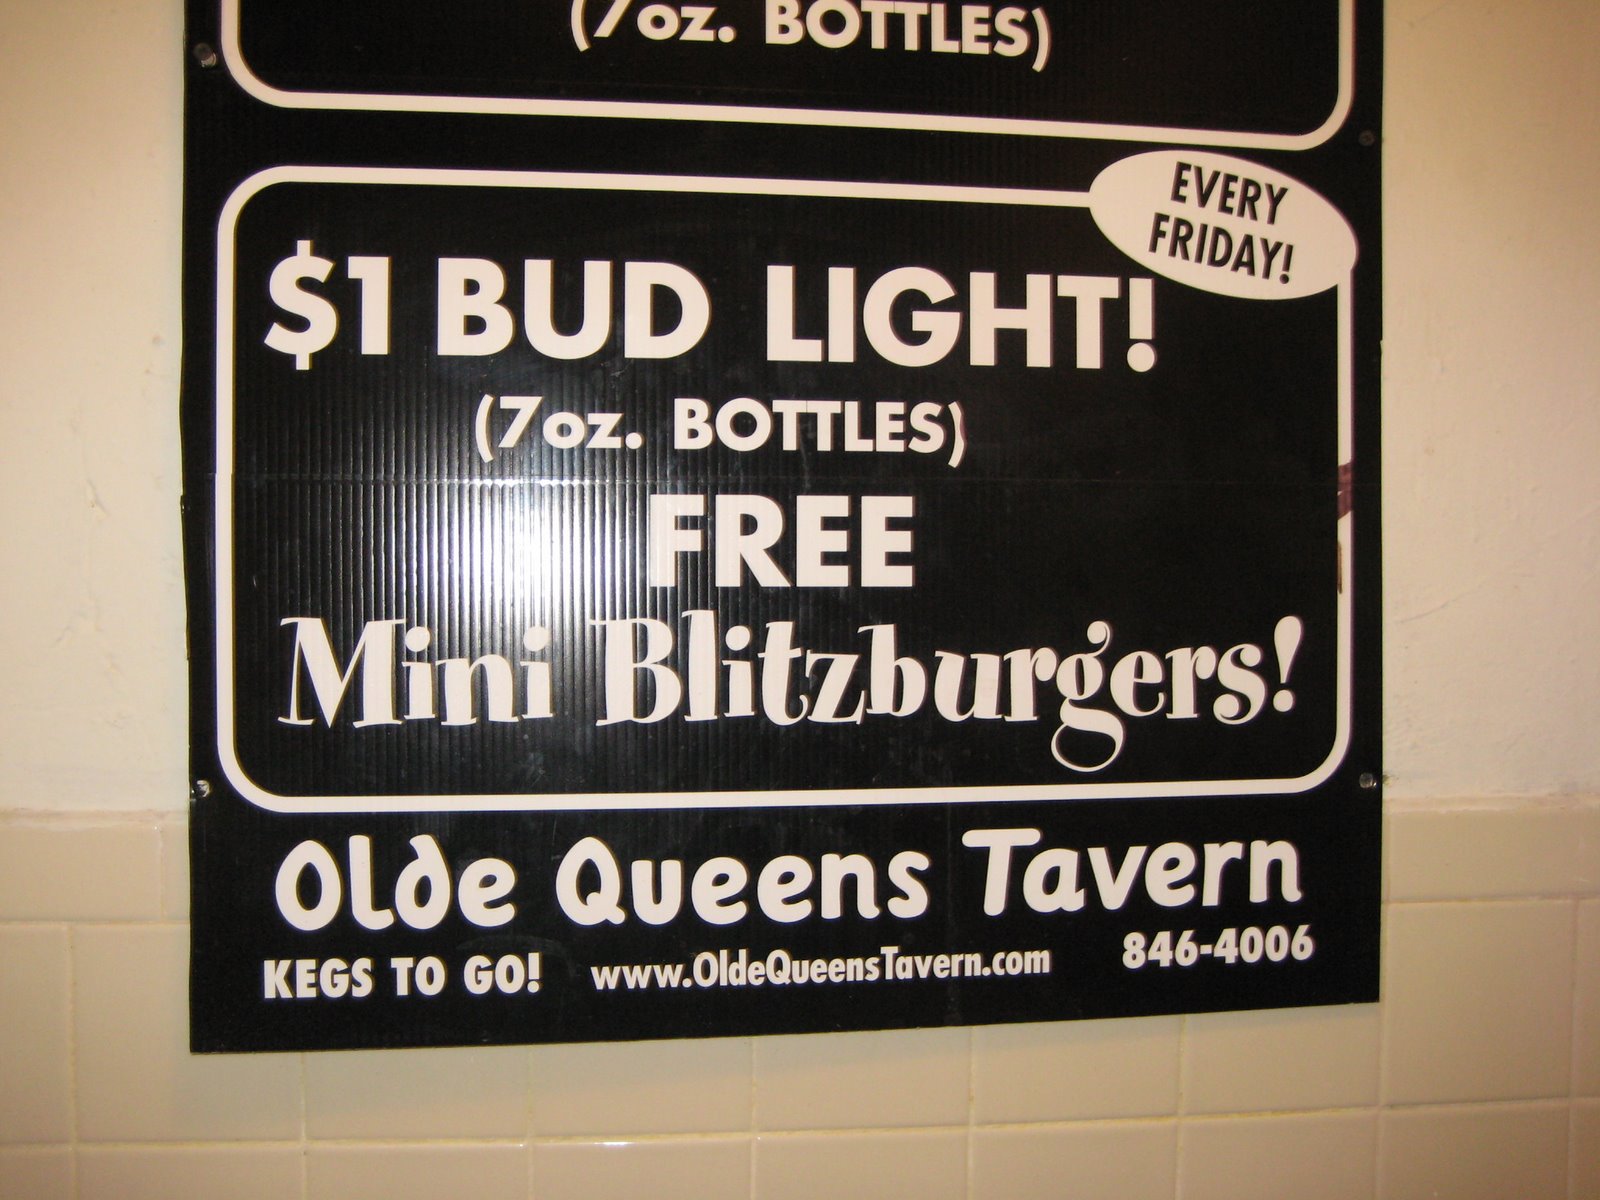 (7oz. BOTTLES)
EVERY
FRIDAY!
$1 BUD LIGHT!
(7oz. BOTTLES)
FREE
Mini Blitzburgers!
Olde Queens Tavern
KEGS TO GO! www.OldeQueensTavern.com 846-4006